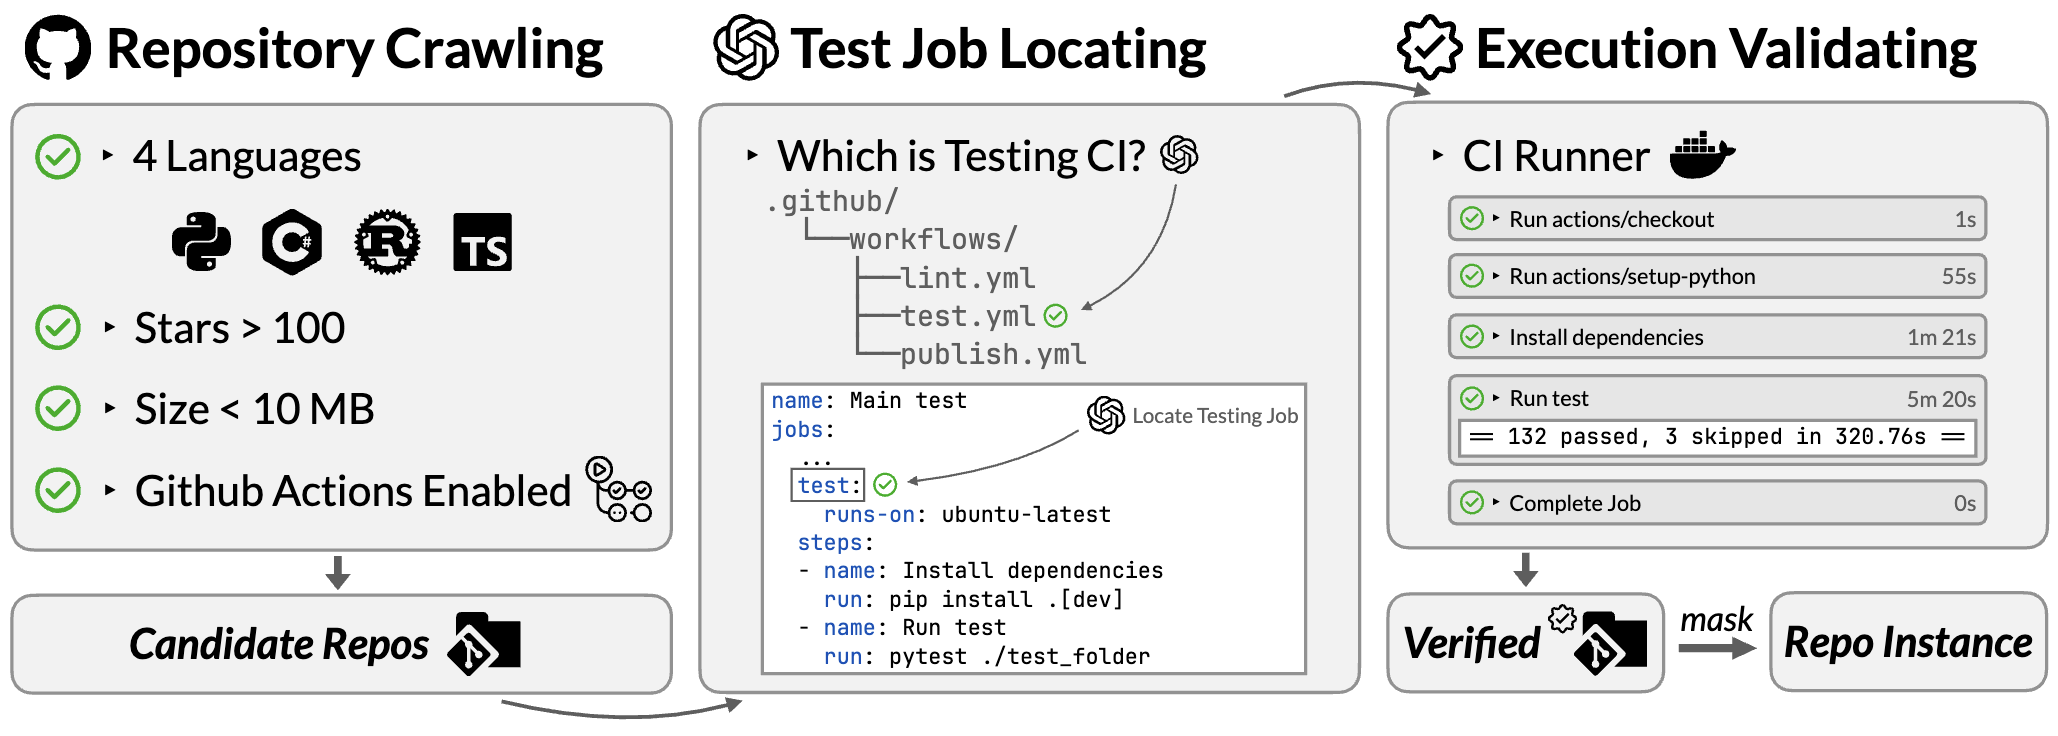 Repository Crawling
4 Languages
C#
R
TS
Stars > 100
Size < 10 MB
Github Actions Enabled
Candidate Repos
Test Job Locating
Which is Testing CI?
.github/
workflows/
lint.yml
test.yml
publish.yml
name: Main test
Locate Testing Job
jobs:
...
test:
runs-on: ubuntu-latest
steps:
- name: Install dependencies
run: pip install .[dev]
- name: Run test
run: pytest ./test_folder
Execution Validating
CI Runner
Run actions/checkout 1s
Run actions/setup-python 55s
Install dependencies 1m 21s
Run test 5m 20s
== 132 passed, 3 skipped in 320.76s ==
Complete Job 0s
Verified
mask
Repo Instance